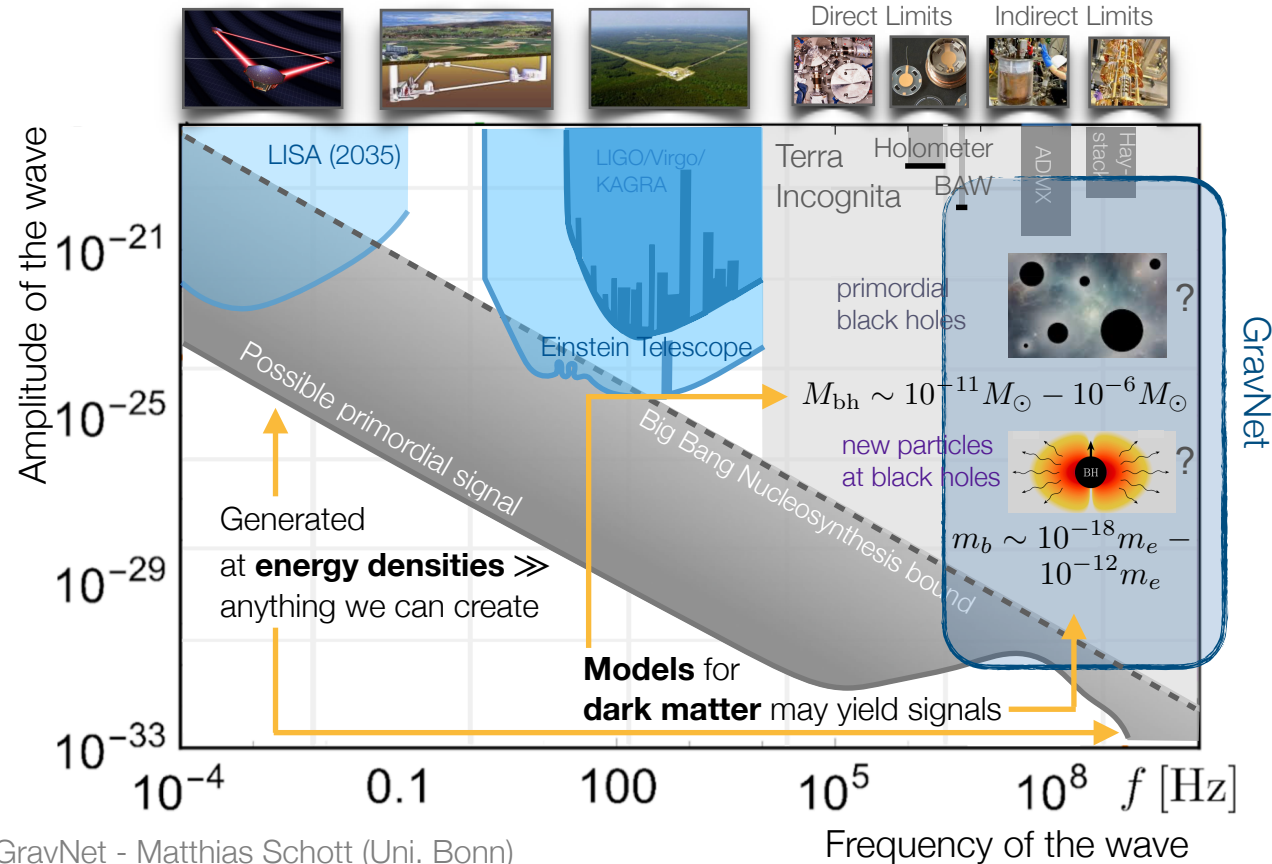 Direct Limits
Indirect Limits
Amplitude of the wave
10^{-21}
10^{-25}
10^{-29}
10^{-33}
LISA (2035)
LIGO/Virgo/
KAGRA
Terra
Incognita
Holometer
BAW
ADMX
Hay-
stack
primordial
black holes
?
Einstein Telescope
M_{bh} ∼ 10^{-11}M_⊙ − 10^{-6}M_⊙
new particles
at black holes
BH
?
m_b ∼ 10^{-18}m_e −
10^{-12}m_e
GravNet
Possible primordial signal
Big Bang Nucleosynthesis bound
Generated
at energy densities ≫
anything we can create
Models for
dark matter may yield signals
10^{-4}
0.1
100
10^5
10^8
f [Hz]
Frequency of the wave
GravNet - Matthias Schott (Uni. Bonn)